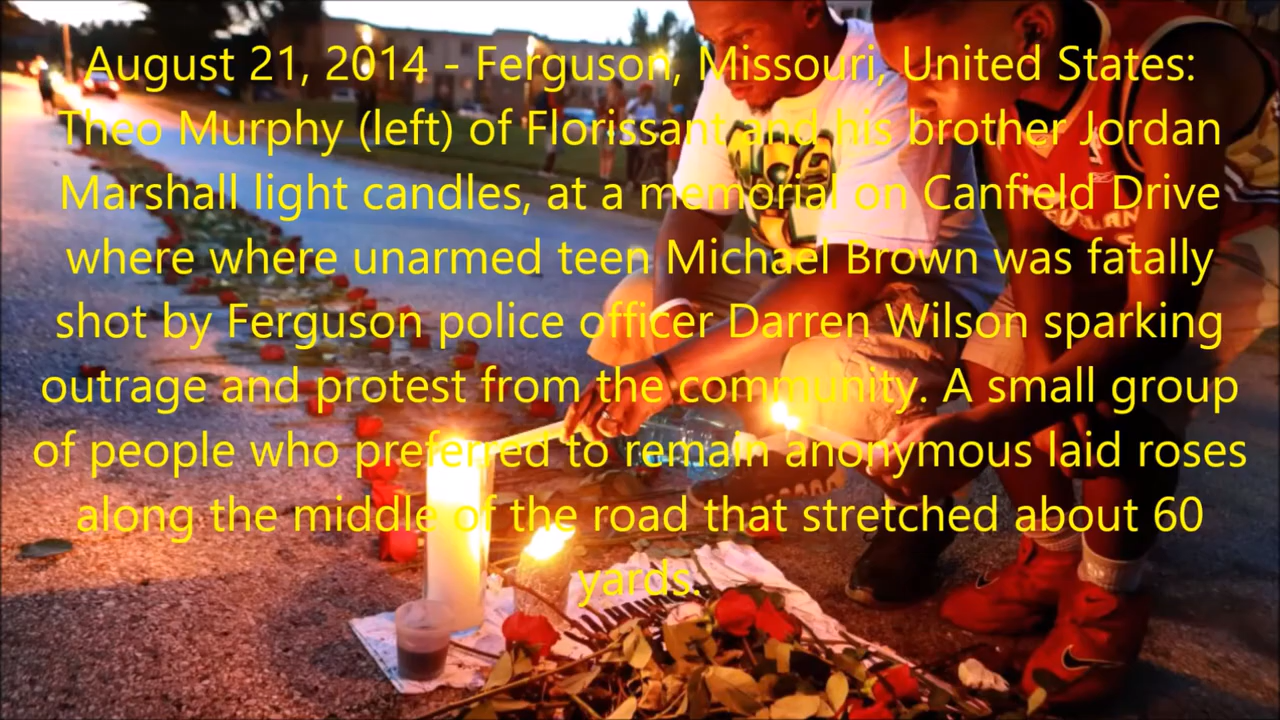 August 21, 2014 - Ferguson, Missouri, United States:
Theo Murphy (left) of Florissant and his brother Jordan
Marshall light candles, at a memorial on Canfield Drive
where where unarmed teen Michael Brown was fatally
shot by Ferguson police officer Darren Wilson sparking
outrage and protest from the community. A small group
of people who preferred to remain anonymous laid roses
along the middle of the road that stretched about 60
yards.